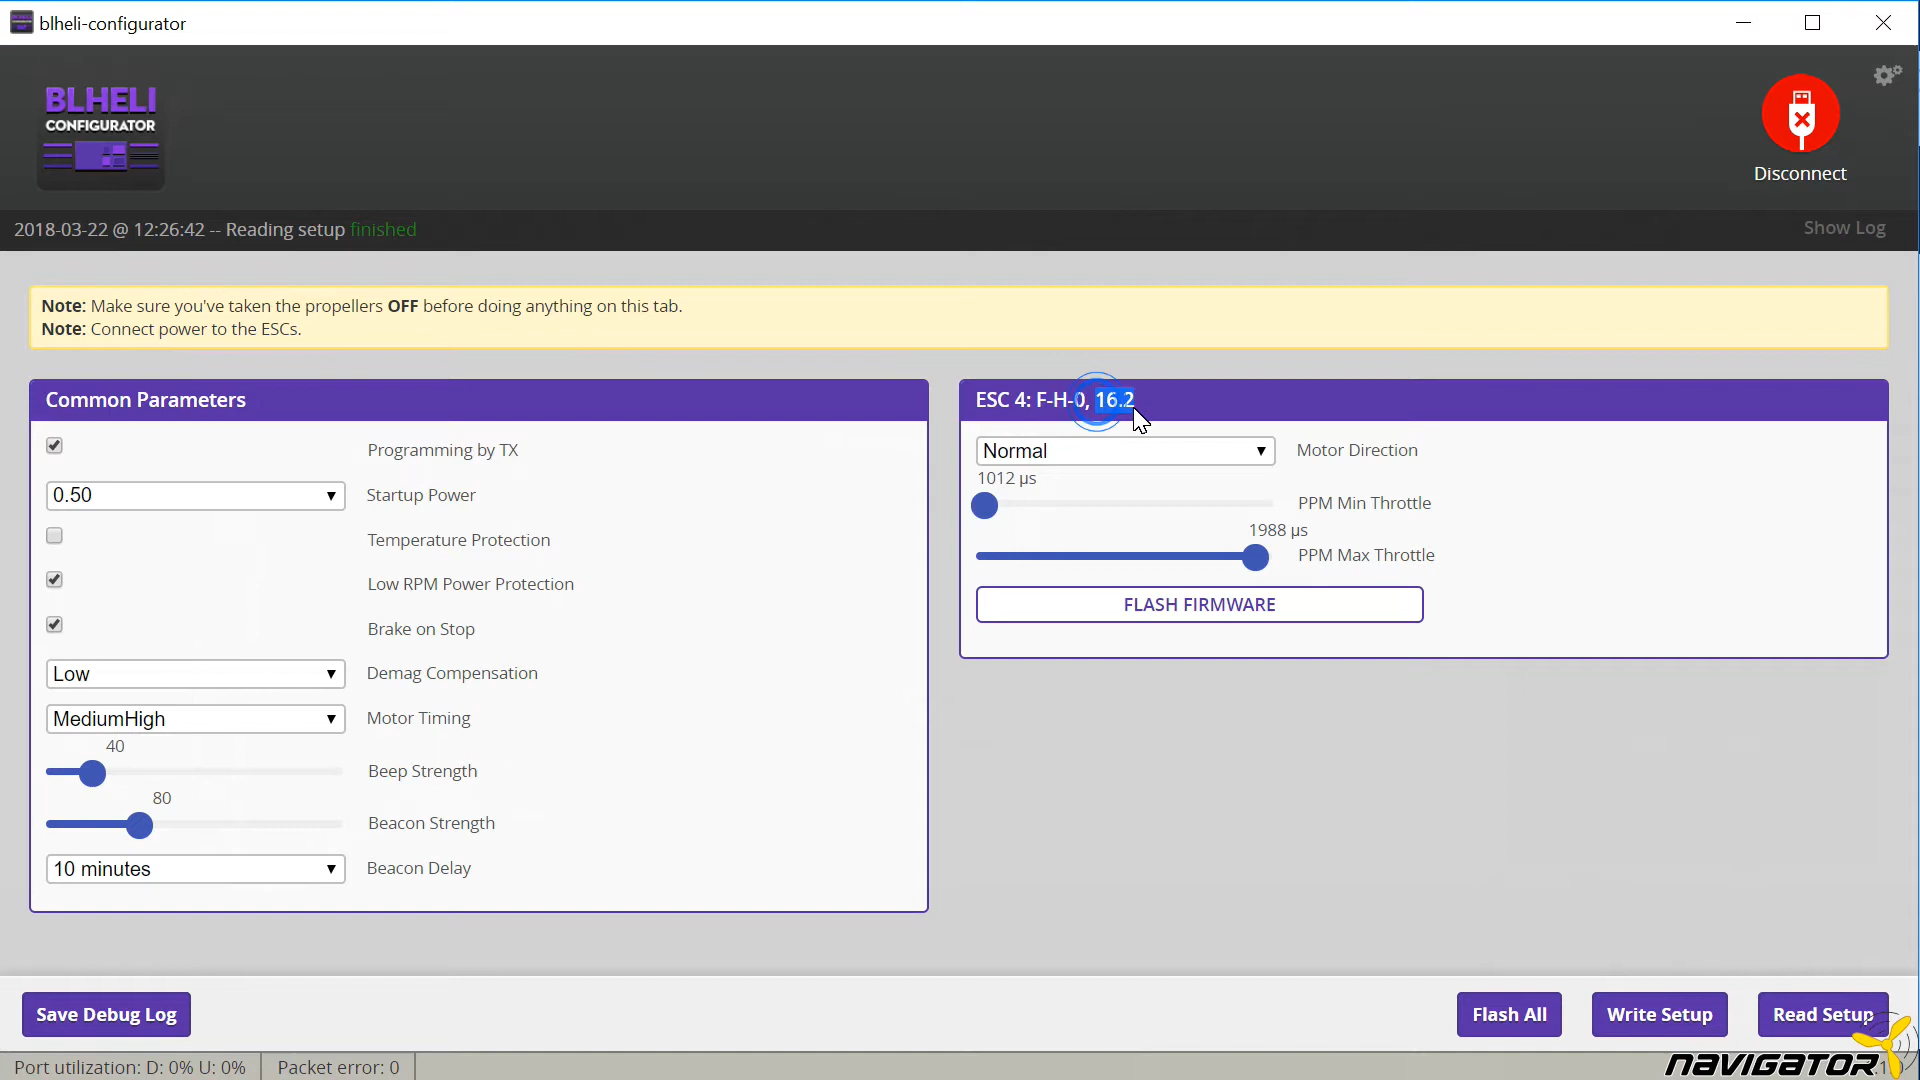 blheli-configurator
BLHELI
CONFIGURATOR
Disconnect
2018-03-22 @ 12:26:42 -- Reading setup finished
Show Log
Note: Make sure you've taken the propellers OFF before doing anything on this tab.
Note: Connect power to the ESCs.
Common Parameters
Programming by TX
0.50
Startup Power
Temperature Protection
Low RPM Power Protection
Brake on Stop
Low
Demag Compensation
MediumHigh
Motor Timing
40
Beep Strength
80
Beacon Strength
10 minutes
Beacon Delay
ESC 4: F-H-0, 16.2
Normal
Motor Direction
1012 µs
PPM Min Throttle
1988 µs
PPM Max Throttle
FLASH FIRMWARE
Save Debug Log
Flash All
Write Setup
Read Setup
Port utilization: D: 0% U: 0%
Packet error: 0
NAVIGATOR